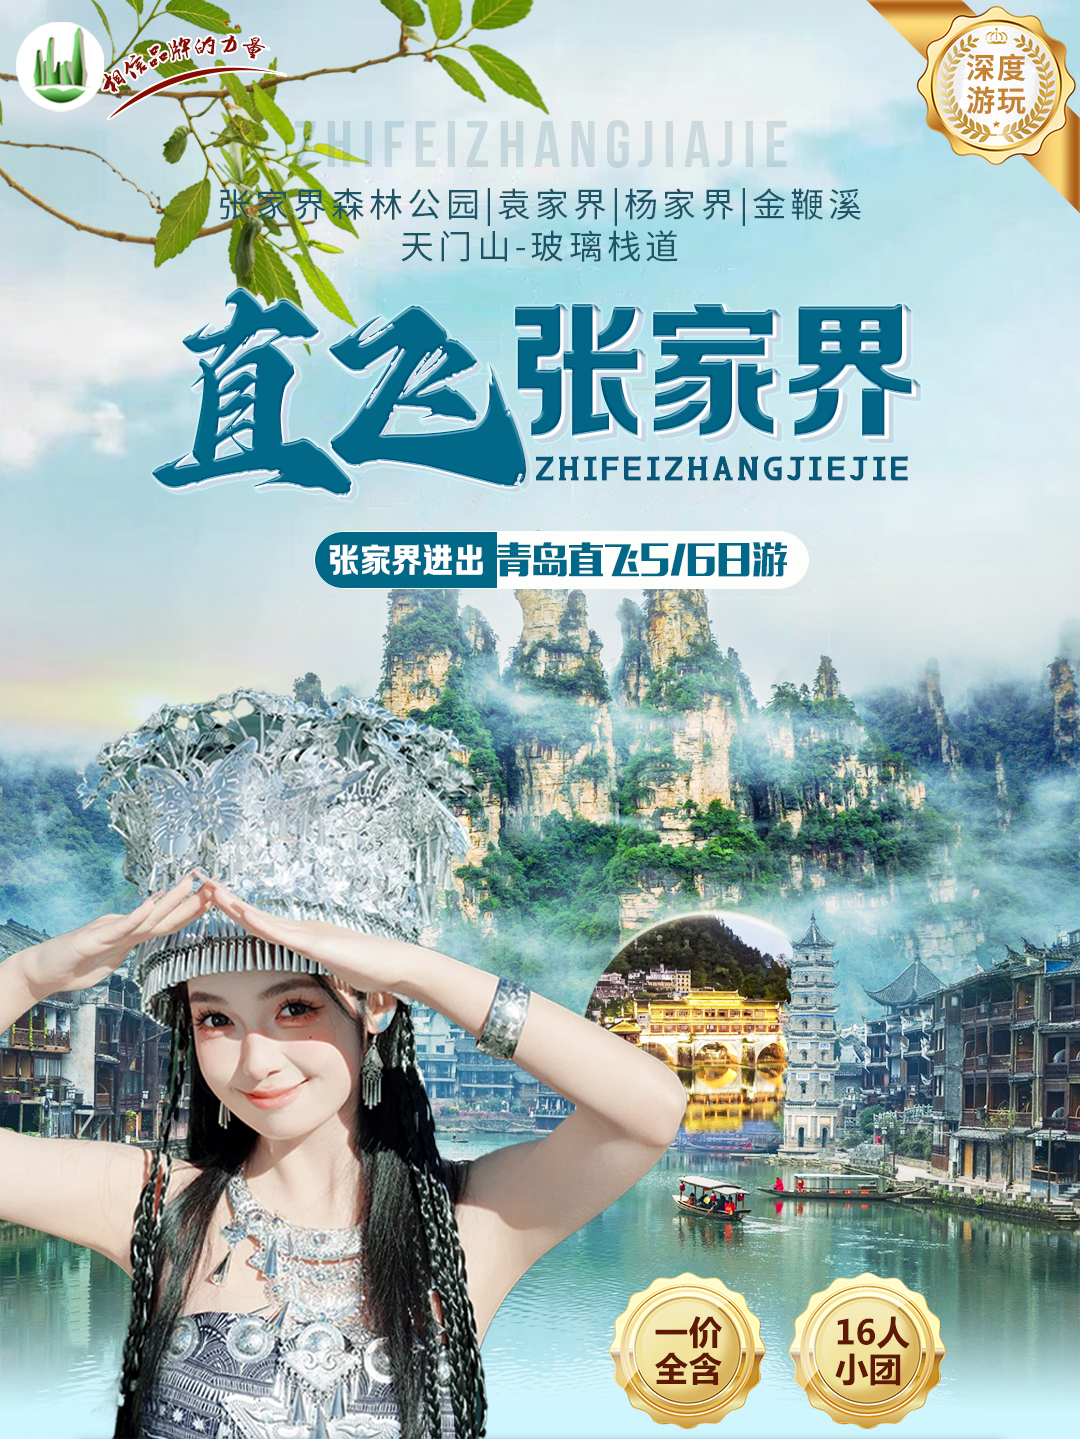 相信品牌的力量
深度
游玩
ZHIFEIZHANGJIAJIE
张家界森林公园|袁家界|杨家界|金鞭溪
天门山-玻璃栈道
直飞张家界
ZHIFEIZHANGJIEJIE
张家界进出 青岛直飞5/6日游
一价
全含
16人
小团